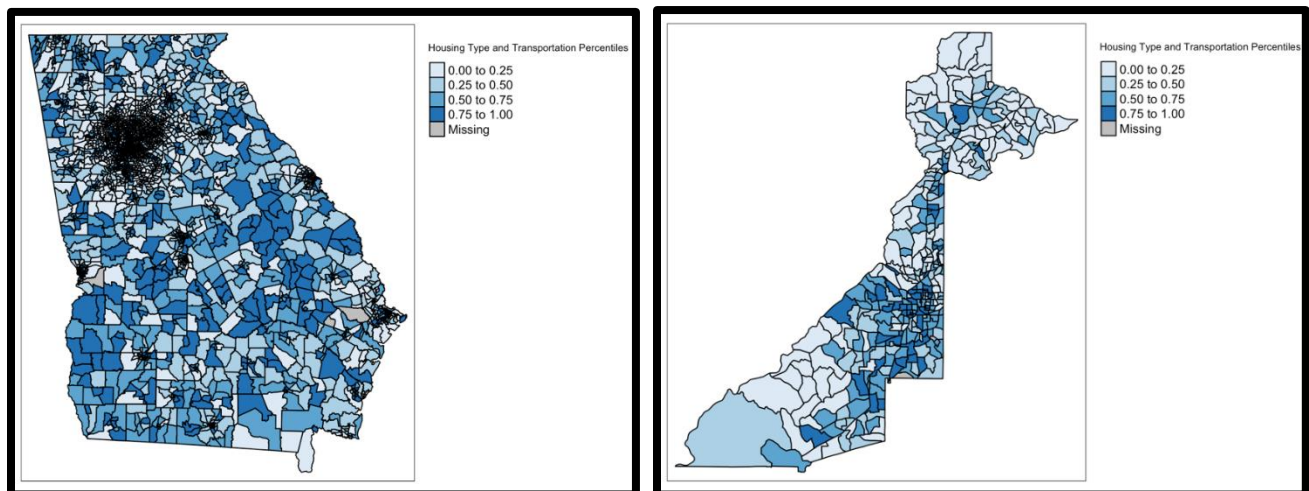 Housing Type and Transportation Percentiles
0.00 to 0.25
0.25 to 0.50
0.50 to 0.75
0.75 to 1.00
Missing
Housing Type and Transportation Percentiles
0.00 to 0.25
0.25 to 0.50
0.50 to 0.75
0.75 to 1.00
Missing